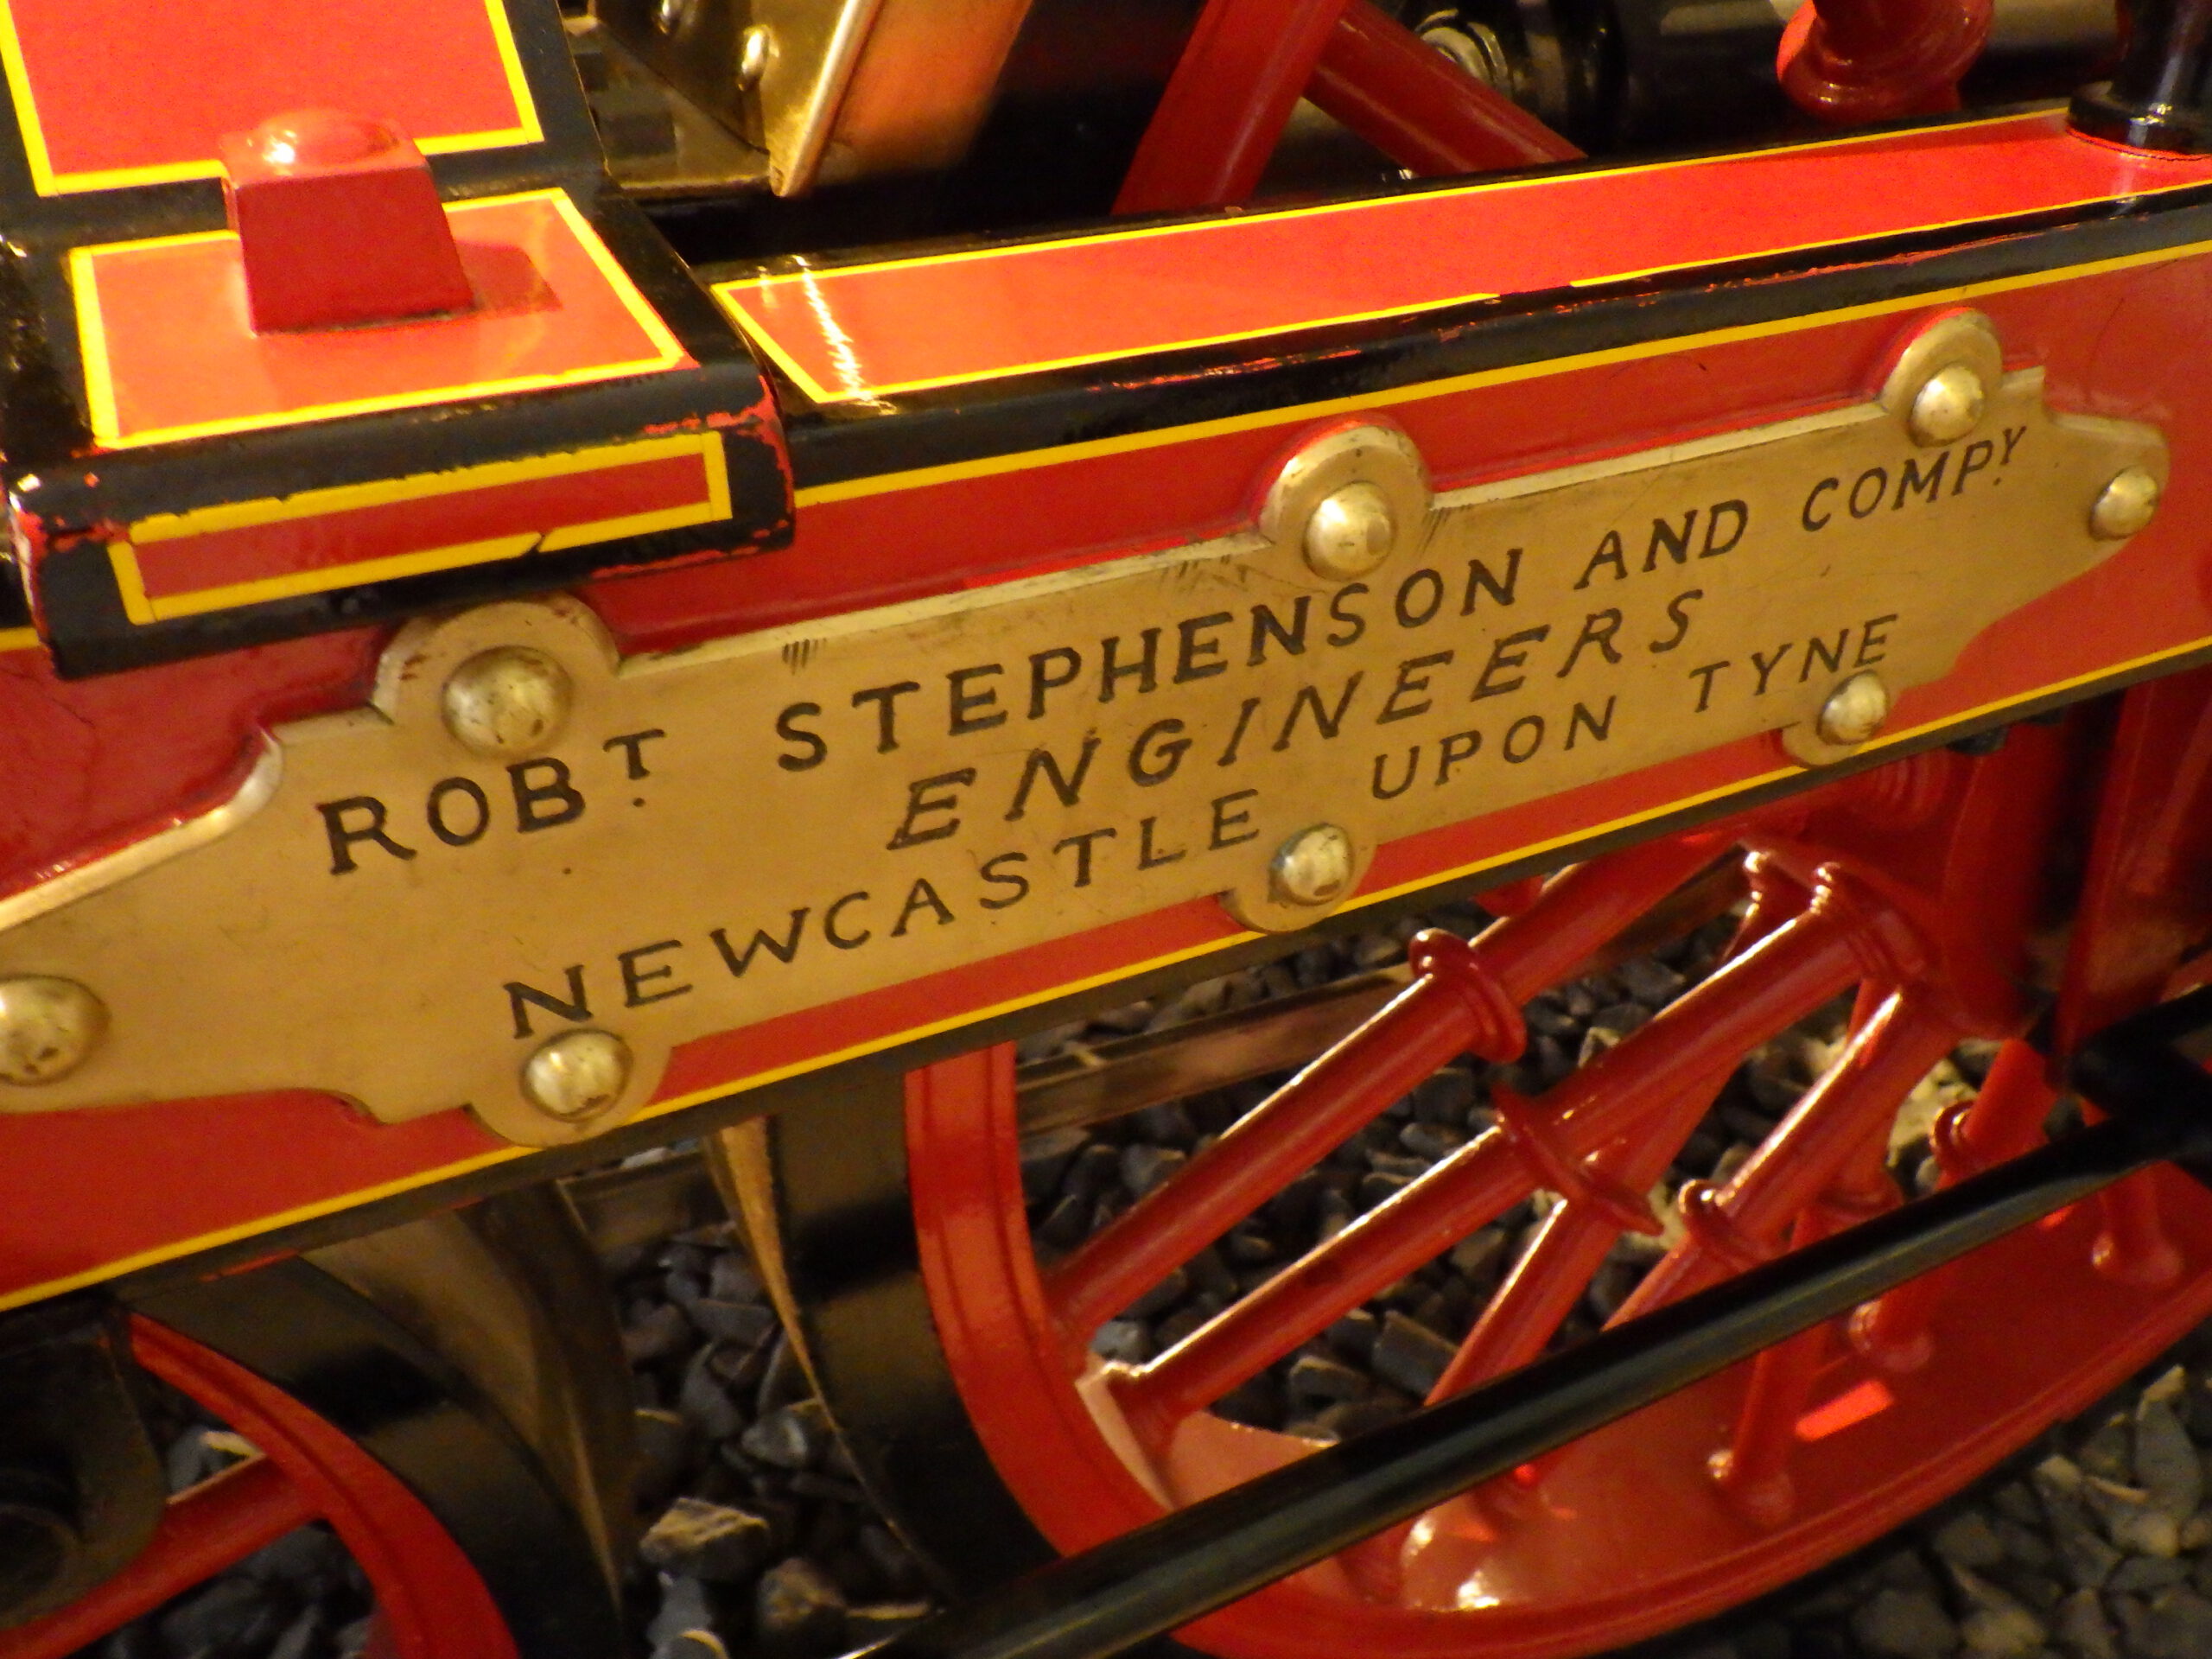 ROBT. STEPHENSON AND COMPY.
ENGINEERS
NEWCASTLE UPON TYNE